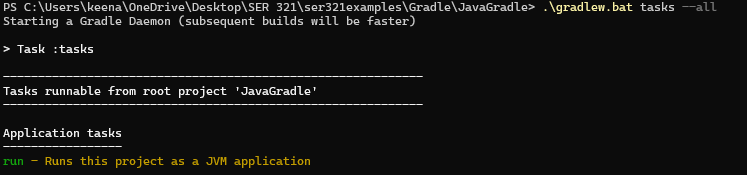 PS C:\Users\keena\OneDrive\Desktop\SER 321\ser321examples\Gradle\JavaGradle> .\gradlew.bat tasks --all
Starting a Gradle Daemon (subsequent builds will be faster)
> Task :tasks
------------------------------------------------------------
Tasks runnable from root project 'JavaGradle'
------------------------------------------------------------
Application tasks
-----------------
run - Runs this project as a JVM application